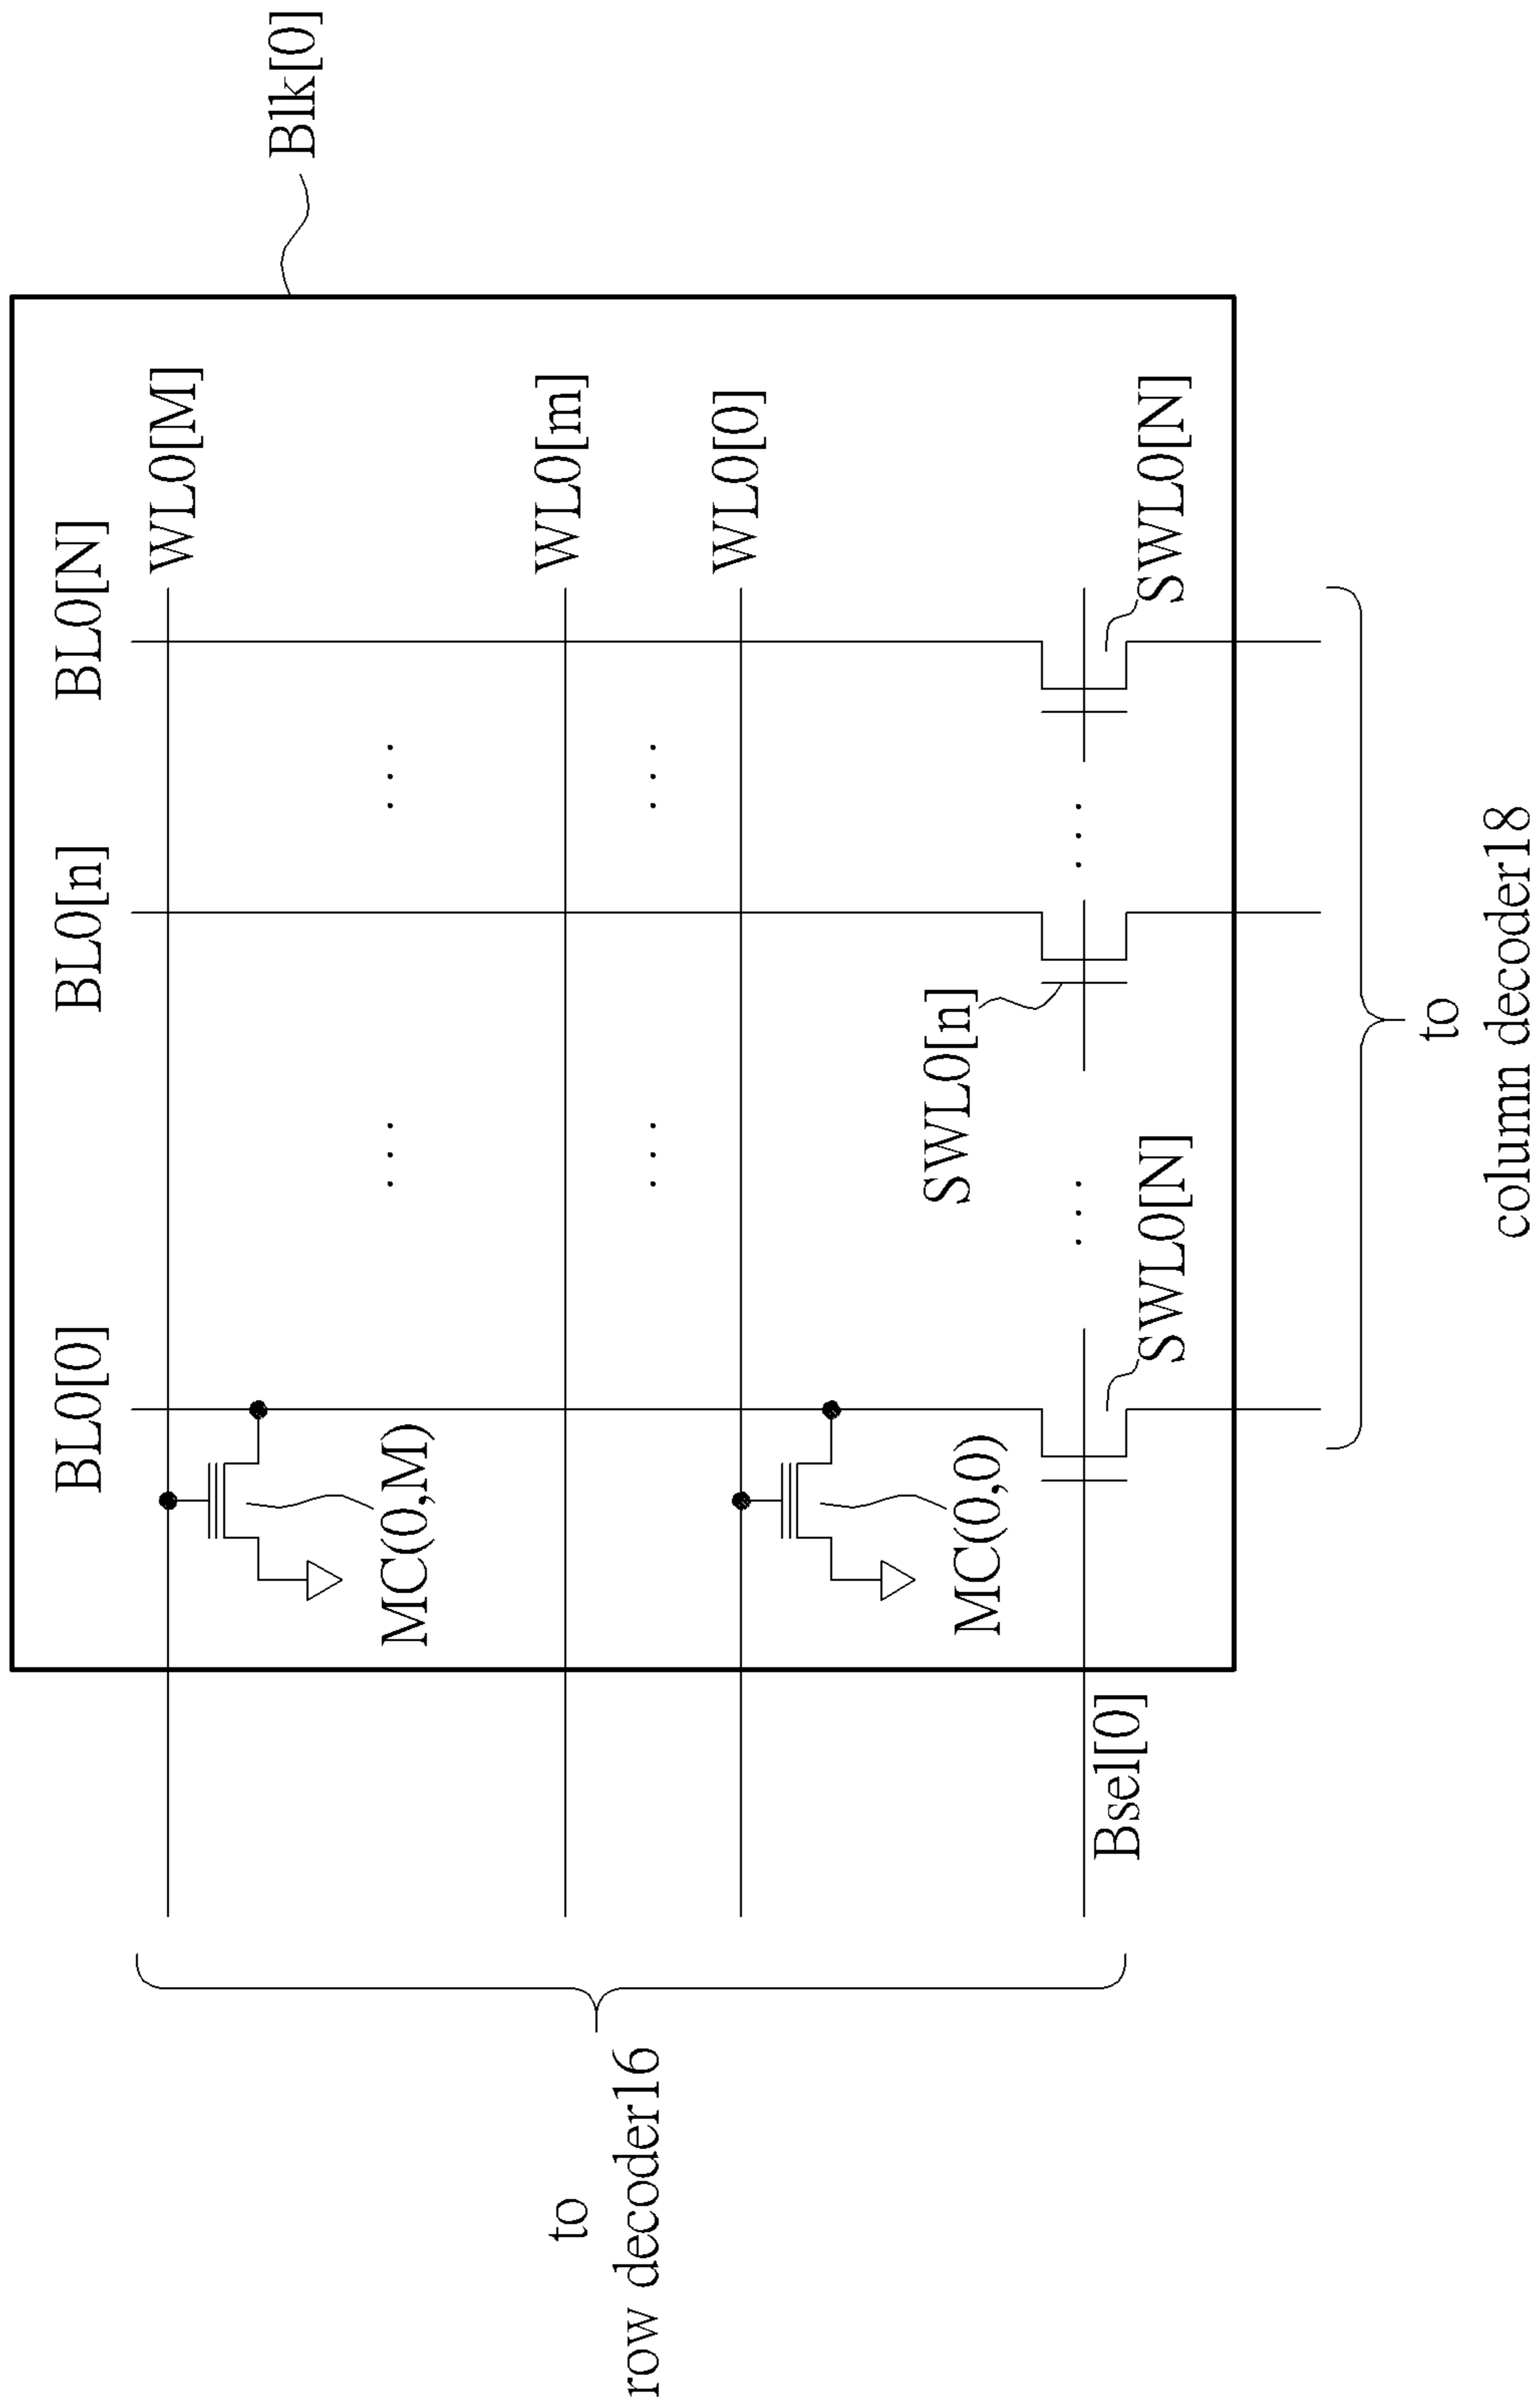 BL0[0]
BL0[n]
BL0[N]
WL0[M]
Blk[0]
MC(0,M)
WL0[m]
to
row decoder16
WL0[0]
SWL0[n]
MC(0,0)
Bsel[0]
SWL0[N]
SWL0[N]
to
column decoder18